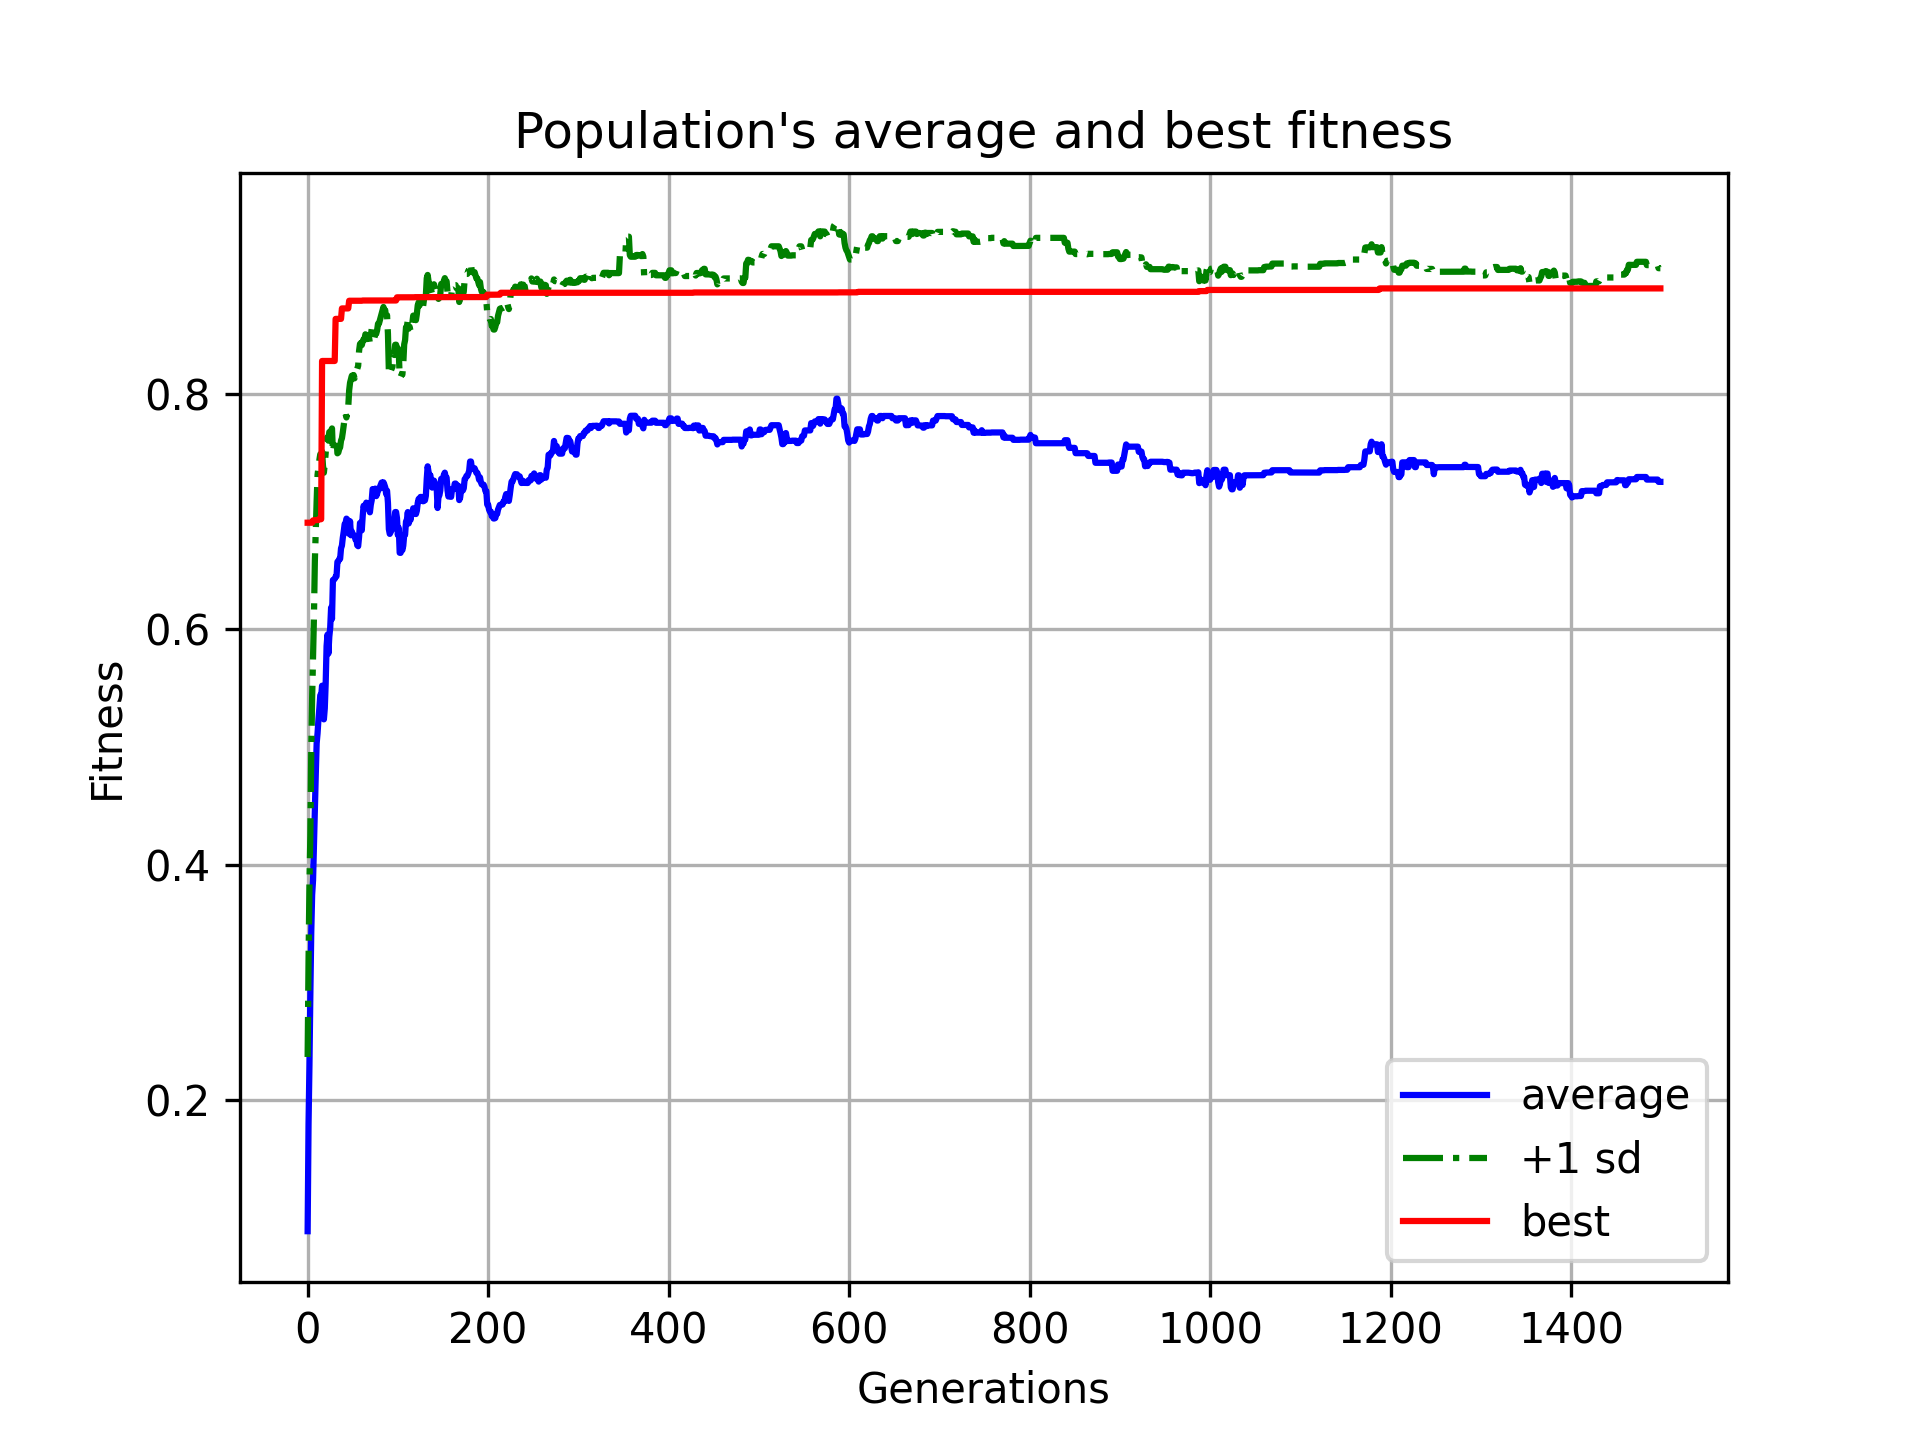 Population's average and best fitness
Fitness
0.8
0.6
0.4
0.2
average
+1 sd
best
0 200 400 600 800 1000 1200 1400
Generations